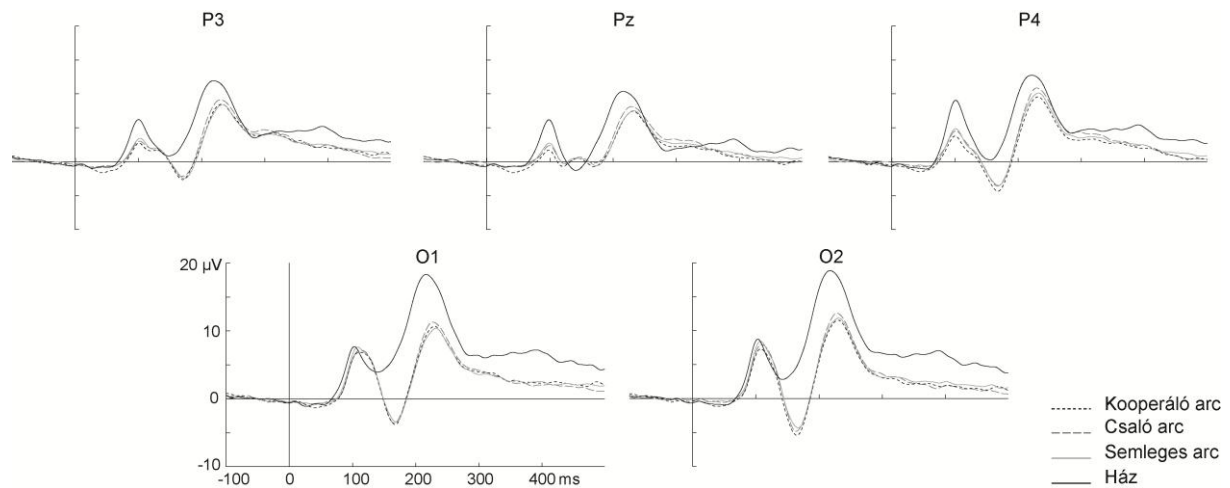 P3
Pz
P4
O1
O2
20 µV
10
0
-10
-100 0 100 200 300 400 ms
Kooperáló arc
Csaló arc
Semleges arc
Ház